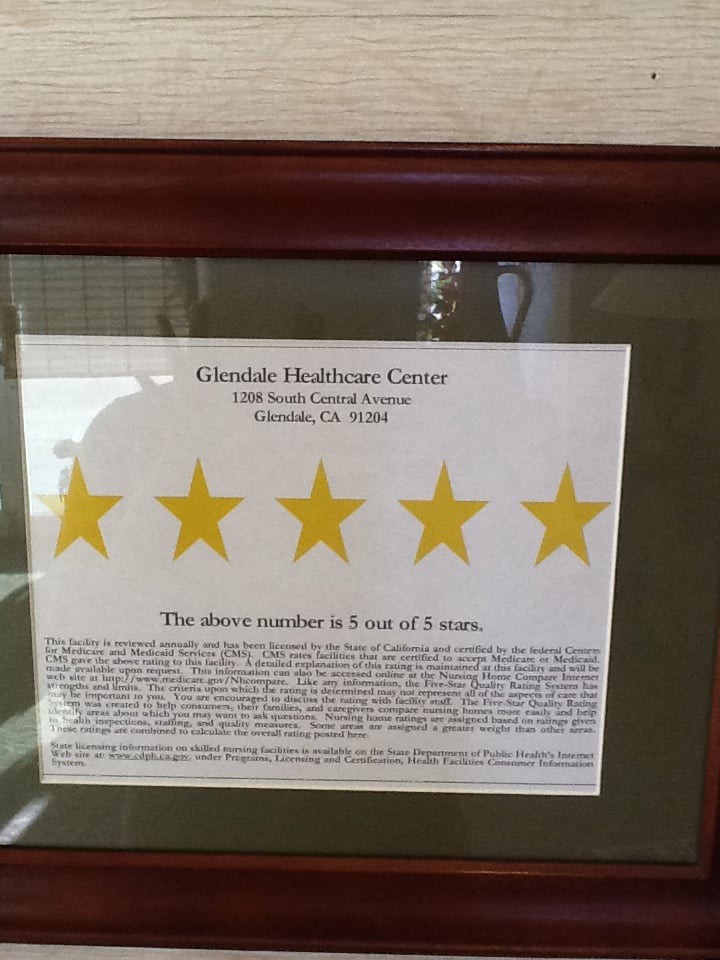 Glendale Healthcare Center
1208 South Central Avenue
Glendale, CA 91204
The above number is 5 out of 5 stars.
This facility is reviewed annually and has been licensed by the State of California and certified by the federal Centers
for Medicare and Medicaid Services (CMS). CMS rates facilities that are certified to accept Medicare or Medicaid.
CMS gave the above rating to this facility. A detailed explanation of this rating is maintained at this facility and will be
made available upon request. This information can also be accessed online at the Nursing Home Compare Internet
web site at http://www.medicare.gov/Nhcompare. Like any information, the Five-Star Quality Rating System has
strengths and limits. The criteria upon which the rating is determined may not represent all of the aspects of care that
may be important to you. You are encouraged to discuss the rating with facility staff. The Five-Star Quality Rating
System was created to help consumers, their families, and caregivers compare nursing homes more easily and help
identify areas about which you may want to ask questions. Nursing home ratings are assigned based on ratings given
to health inspections, staffing, and quality measures. Some areas are assigned a greater weight than other areas.
These ratings are combined to calculate the overall rating posted here.
State licensing information on skilled nursing facilities is available on the State Department of Public Health's Internet
Web site at: www.cdph.ca.gov, under Programs, Licensing and Certification, Health Facilities Consumer Information
System.